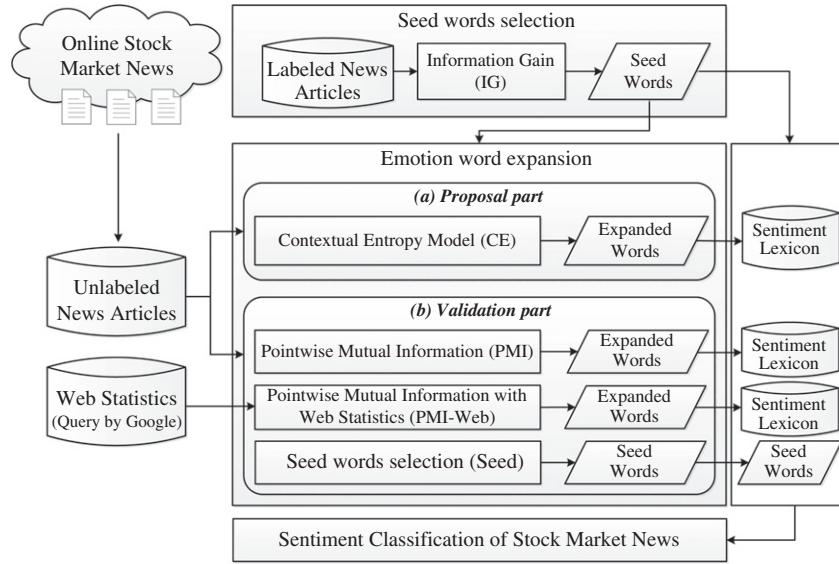 Seed words selection
Online Stock
Market News
Labeled News
Articles
Information Gain
(IG)
Seed
Words
Emotion word expansion
(a) Proposal part
Contextual Entropy Model (CE)
Expanded
Words
Sentiment
Lexicon
Unlabeled
News Articles
(b) Validation part
Pointwise Mutual Information (PMI)
Expanded
Words
Sentiment
Lexicon
Web Statistics
(Query by Google)
Pointwise Mutual Information with
Web Statistics (PMI-Web)
Expanded
Words
Sentiment
Lexicon
Seed words selection (Seed)
Seed
Words
Seed
Words
Sentiment Classification of Stock Market News